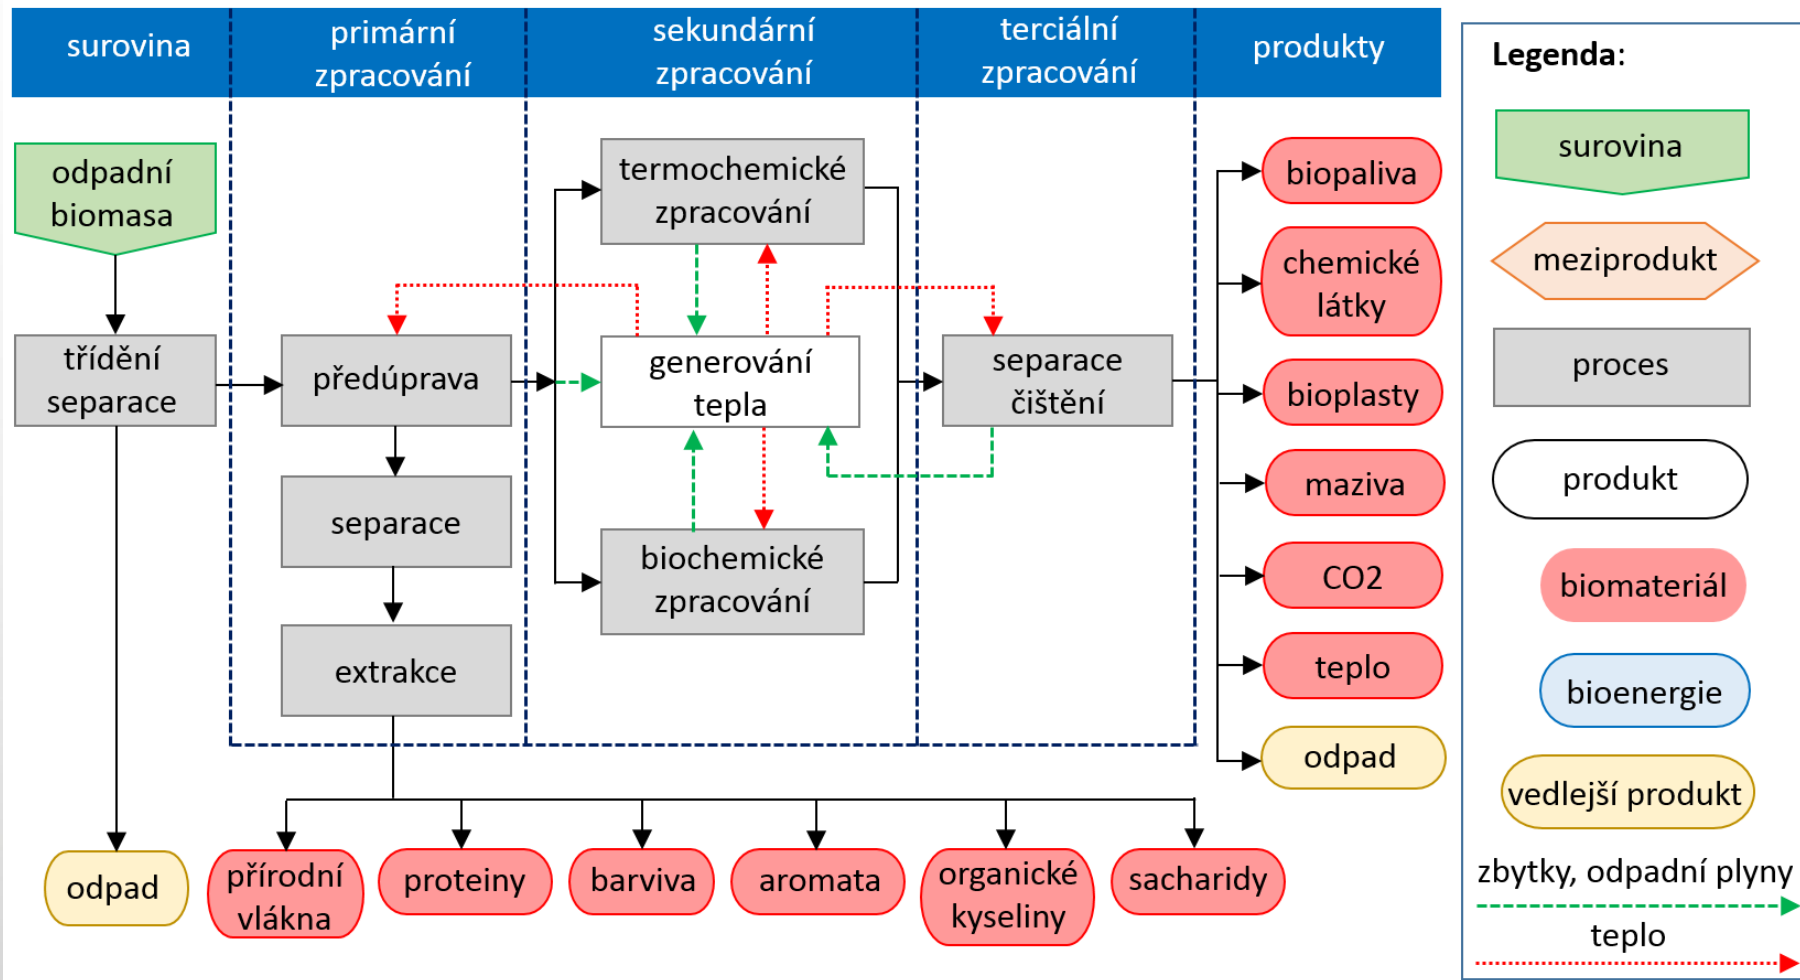 surovina
primární
zpracování
sekundární
zpracování
terciální
zpracování
produkty
odpadní
biomasa
třídění
separace
odpad
předúprava
separace
extrakce
termochemické
zpracování
generování
tepla
biochemické
zpracování
separace
čištění
biopaliva
chemické
látky
bioplasty
maziva
CO2
teplo
odpad
přírodní
vlákna
proteiny
barviva
aromata
organické
kyseliny
sacharidy
Legenda:
surovina
meziprodukt
proces
produkt
biomateriál
bioenergie
vedlejší produkt
zbytky, odpadní plyny
teplo